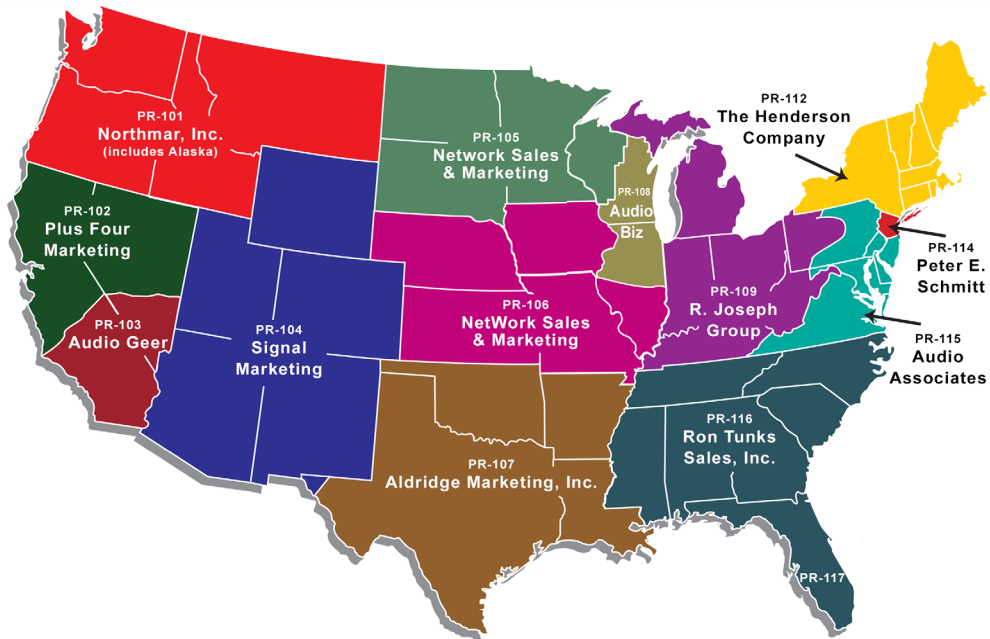 PR-101
Northmar, Inc.
(includes Alaska)
PR-102
Plus Four
Marketing
PR-103
Audio Geer
PR-104
Signal
Marketing
PR-105
Network Sales
& Marketing
PR-106
NetWork Sales
& Marketing
PR-107
Aldridge Marketing, Inc.
PR-108
Audio
Biz
PR-109
R. Joseph
Group
PR-112
The Henderson
Company
PR-114
Peter E.
Schmitt
PR-115
Audio
Associates
PR-116
Ron Tunks
Sales, Inc.
PR-117